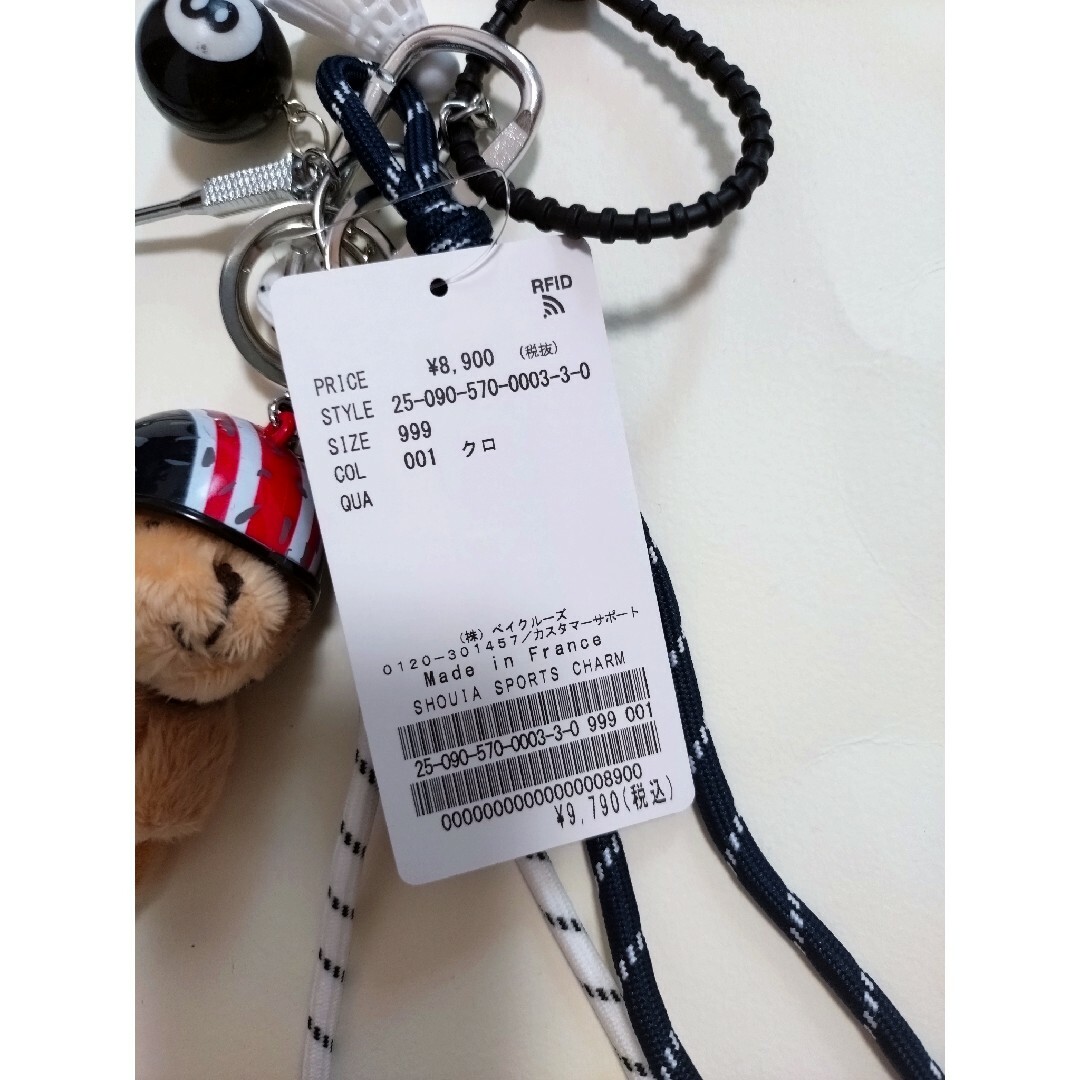 8
RFID
PRICE ¥8,900 (税抜)
STYLE 25-090-570-0003-3-0
SIZE 999
COL 001 クロ
QUA
(株) ベイクルーズ
0120-301457/カスタマーサポート
Made in France
SHOUIA SPORTS CHARM
25-090-570-0003-3-0 999 001
00000000000000008900
¥9,790(税込)